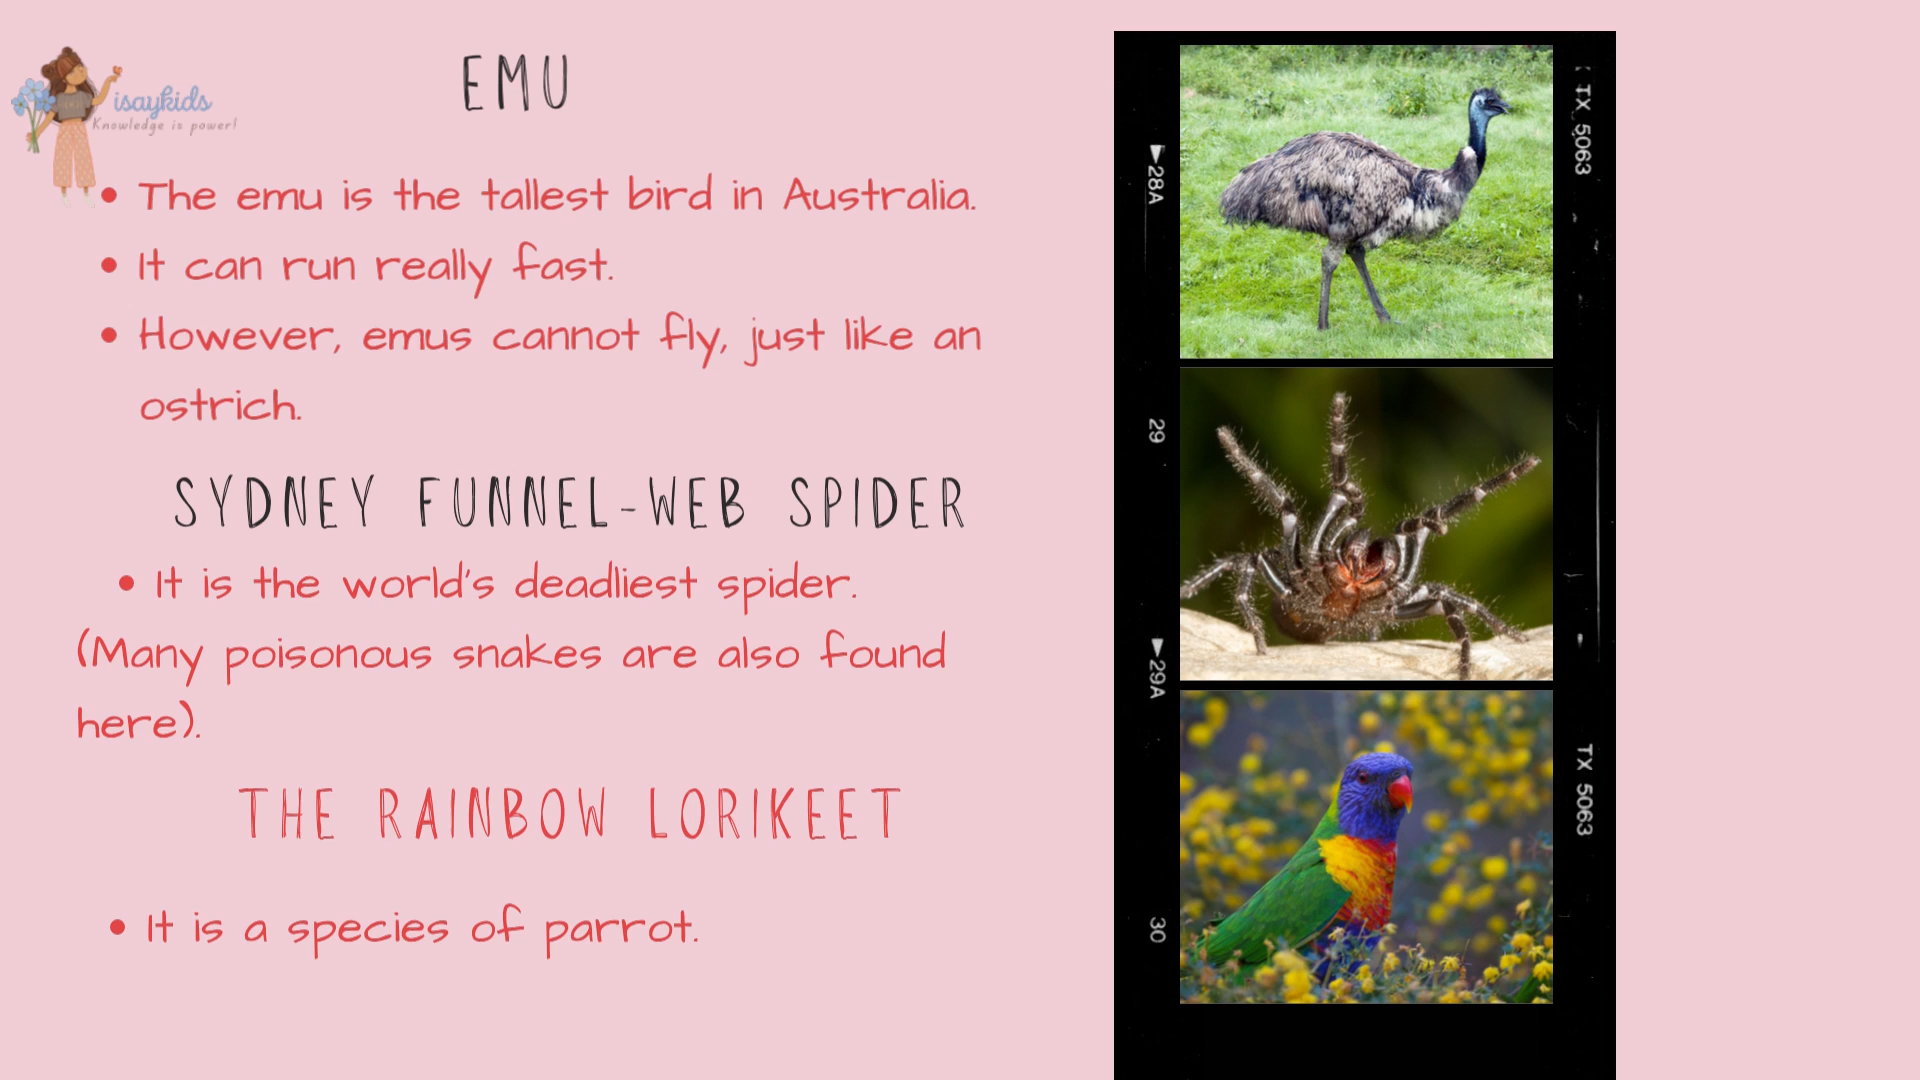 isaykids
Knowledge is power!
EMU
• The emu is the tallest bird in Australia.
• It can run really fast.
• However, emus cannot fly, just like an
ostrich.
SYDNEY FUNNEL-WEB SPIDER
• It is the world's deadliest spider.
(Many poisonous snakes are also found
here).
THE RAINBOW LORIKEET
• It is a species of parrot.
▶28A
29
▶29A
30
TX 5063
TX 5063